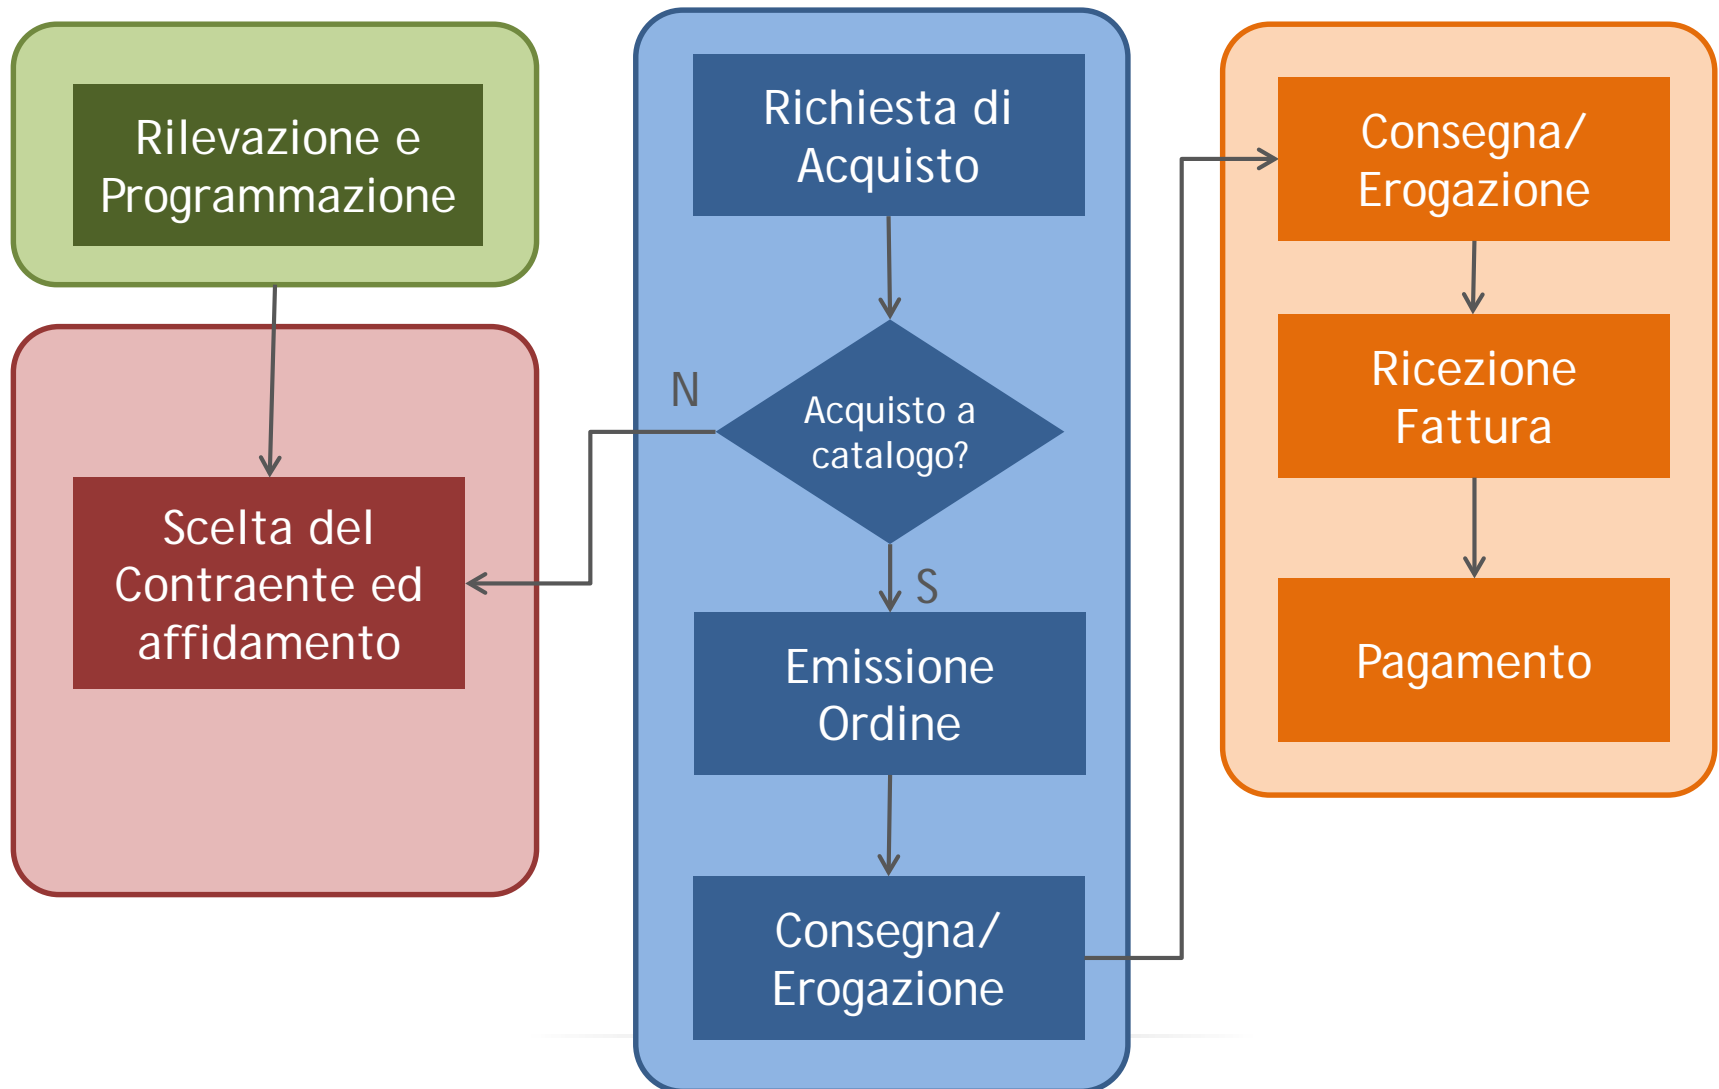 Rilevazione e
Programmazione
Scelta del
Contraente ed
affidamento
Richiesta di
Acquisto
N
Acquisto a
catalogo?
S
Emissione
Ordine
Consegna/
Erogazione
Consegna/
Erogazione
Ricezione
Fattura
Pagamento